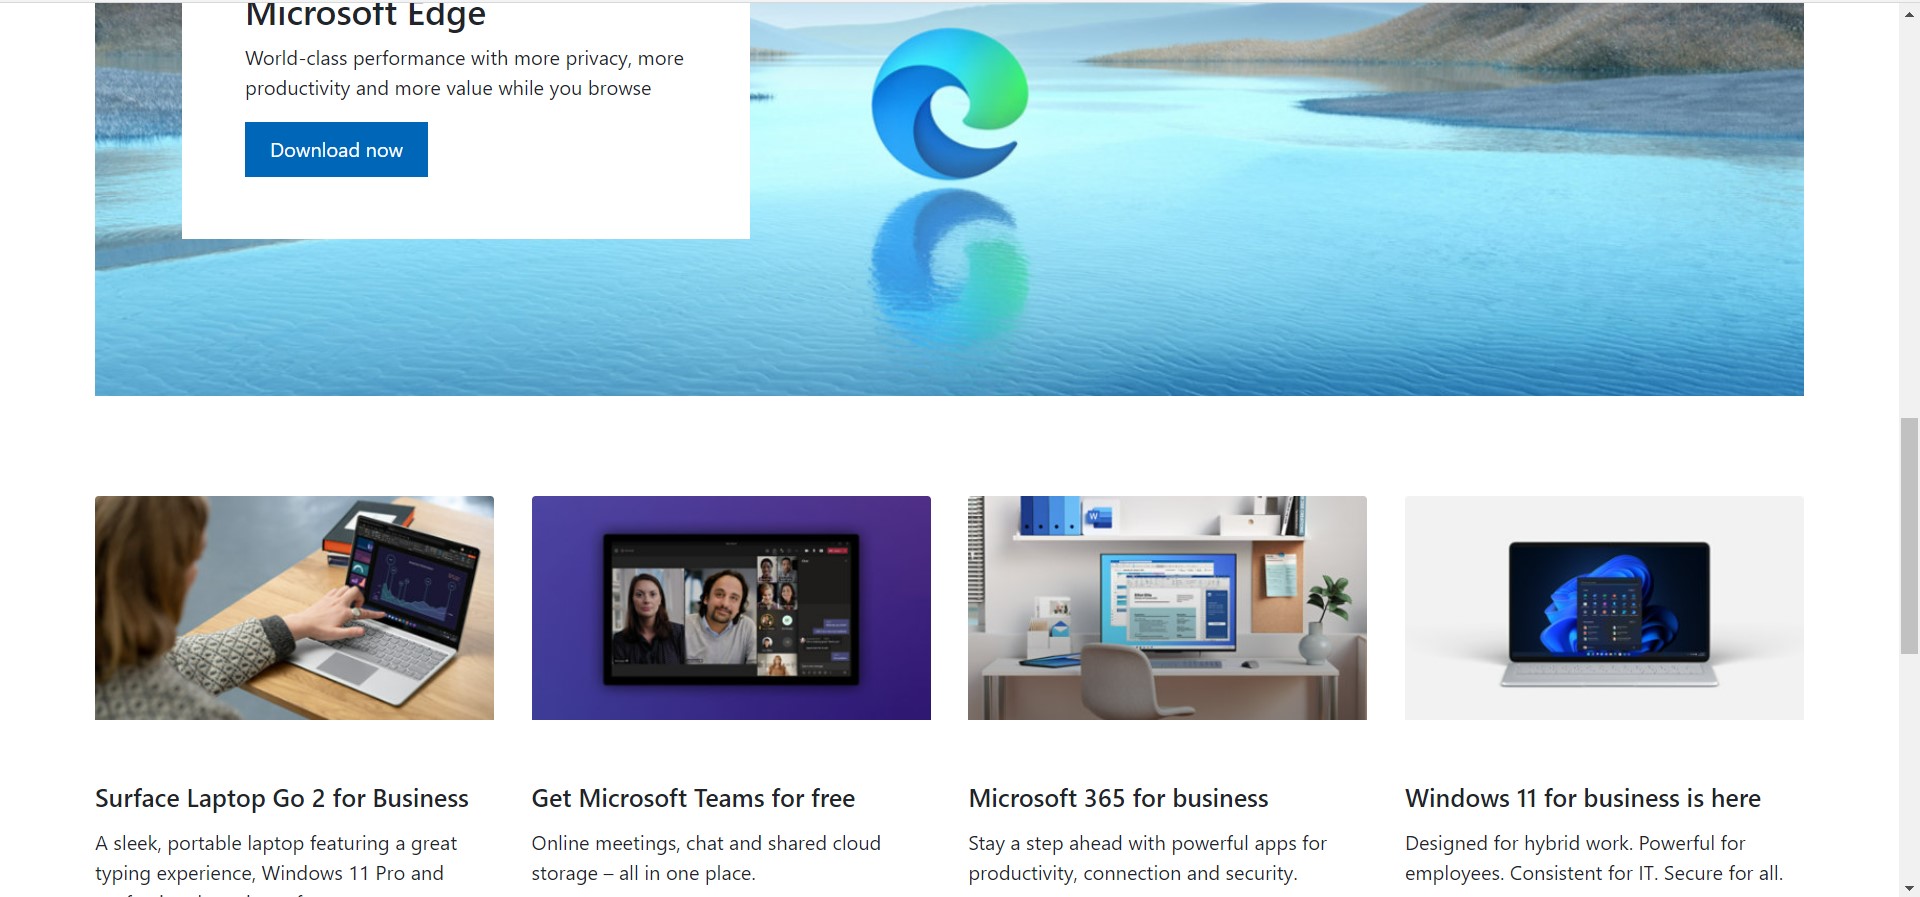 Microsoft Edge
World-class performance with more privacy, more
productivity and more value while you browse
Download now
W
Surface Laptop Go 2 for Business
Get Microsoft Teams for free
Microsoft 365 for business
Windows 11 for business is here
A sleek, portable laptop featuring a great
typing experience, Windows 11 Pro and
Online meetings, chat and shared cloud
storage – all in one place.
Stay a step ahead with powerful apps for
productivity, connection and security.
Designed for hybrid work. Powerful for
employees. Consistent for IT. Secure for all.